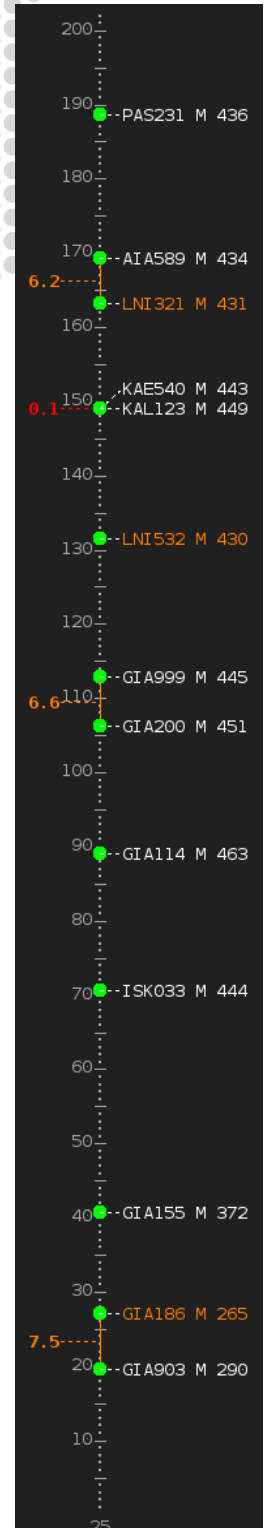 200
190
PAS231 M 436
180
170
AIA589 M 434
6.2
LNI321 M 431
160
KAE540 M 443
150
0.1
KAL123 M 449
140
LNI532 M 430
130
120
GIA999 M 445
110
6.6
GIA200 M 451
100
90
GIA114 M 463
80
70
ISK033 M 444
60
50
40
GIA155 M 372
30
GIA186 M 265
7.5
20
GIA903 M 290
10
25